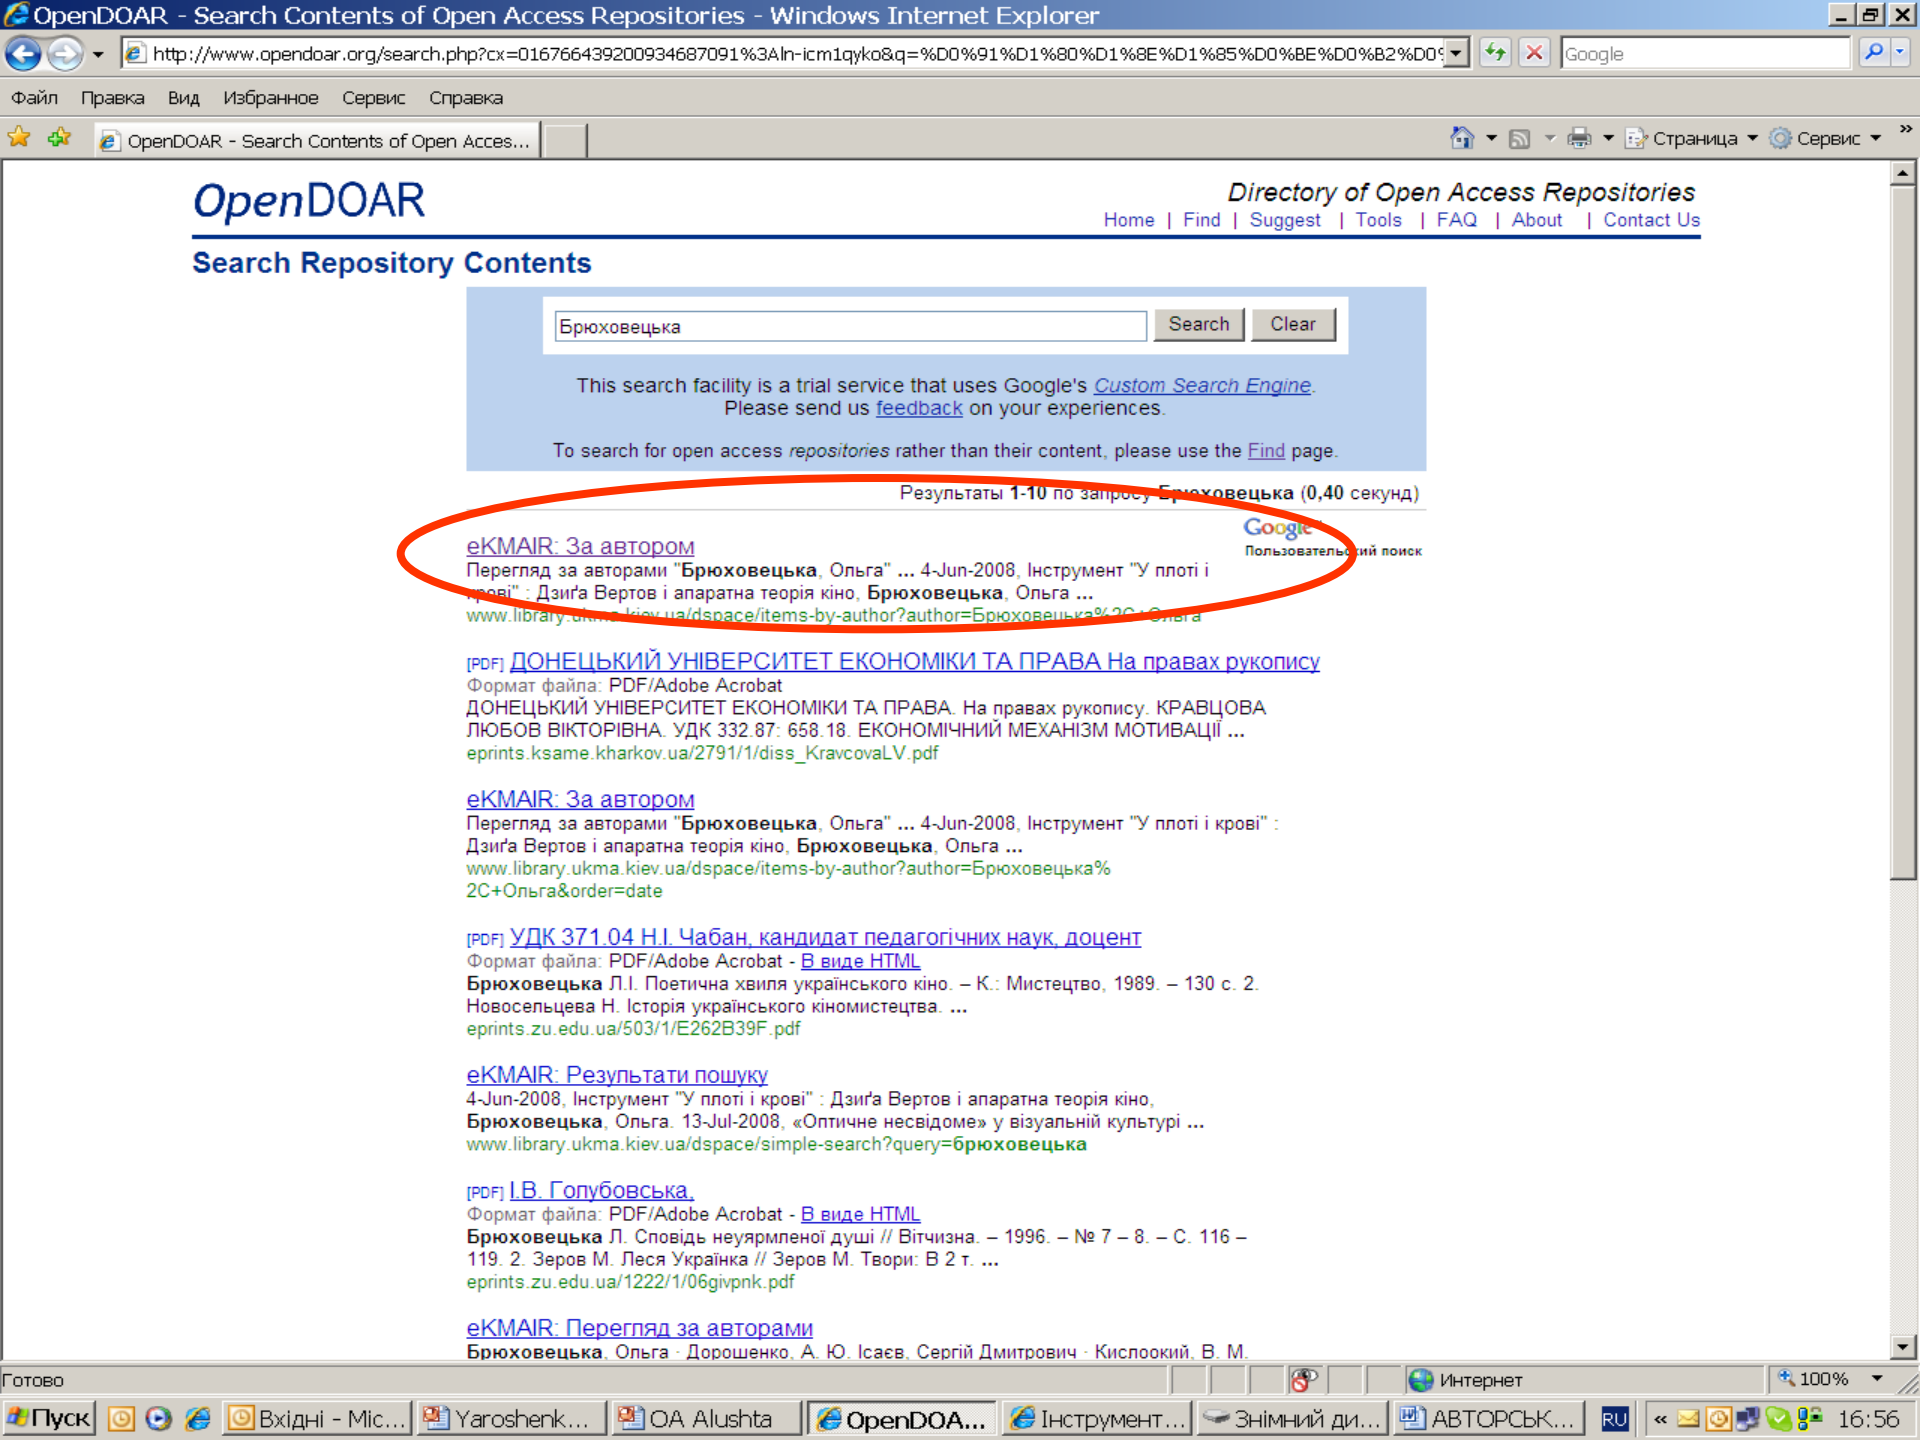 OpenDOAR - Search Contents of Open Access Repositories - Windows Internet Explorer
http://www.opendoar.org/search.php?cx=016766439200934687091%3Aln-icm1qyko&q=%D0%91%D1%80%D1%8E%D1%85%D0%BE%D0%B2%D0%
Google
Файл Правка Вид Избранное Сервис Справка
OpenDOAR - Search Contents of Open Acces...
Страница Сервис »
OpenDOAR
Directory of Open Access Repositories
Home | Find | Suggest | Tools | FAQ | About | Contact Us
Search Repository Contents
Брюховецька
Search Clear
This search facility is a trial service that uses Google's Custom Search Engine.
Please send us feedback on your experiences.
To search for open access repositories rather than their content, please use the Find page.
Результаты 1-10 по запросу Брюховецька (0,40 секунд)
Google
Пользовательский поиск
eKMAIR: За автором
Перегляд за авторами "Брюховецька, Ольга" ... 4-Jun-2008, Інструмент "У плоті і
крові" : Дзиґа Вертов і апаратна теорія кіно, Брюховецька, Ольга ...
www.library.ukma.kiev.ua/dspace/items-by-author?author=Брюховецька%2C+Ольга
[PDF] ДОНЕЦЬКИЙ УНІВЕРСИТЕТ ЕКОНОМІКИ ТА ПРАВА На правах рукопису
Формат файла: PDF/Adobe Acrobat
ДОНЕЦЬКИЙ УНІВЕРСИТЕТ ЕКОНОМІКИ ТА ПРАВА. На правах рукопису. КРАВЦОВА
ЛЮБОВ ВІКТОРІВНА. УДК 332.87: 658.18. ЕКОНОМІЧНИЙ МЕХАНІЗМ МОТИВАЦІЇ ...
eprints.ksame.kharkov.ua/2791/1/diss_KravcovaLV.pdf
eKMAIR: За автором
Перегляд за авторами "Брюховецька, Ольга" ... 4-Jun-2008, Інструмент "У плоті і крові" :
Дзиґа Вертов і апаратна теорія кіно, Брюховецька, Ольга ...
www.library.ukma.kiev.ua/dspace/items-by-author?author=Брюховецька%
2C+Ольга&order=date
[PDF] УДК 371.04 Н.І. Чабан, кандидат педагогічних наук, доцент
Формат файла: PDF/Adobe Acrobat - В виде HTML
Брюховецька Л.І. Поетична хвиля українського кіно. – К.: Мистецтво, 1989. – 130 с. 2.
Новосельцева Н. Історія українського кіномистецтва. ...
eprints.zu.edu.ua/503/1/E262B39F.pdf
eKMAIR: Результати пошуку
4-Jun-2008, Інструмент "У плоті і крові" : Дзиґа Вертов і апаратна теорія кіно,
Брюховецька, Ольга. 13-Jul-2008, «Оптичне несвідоме» у візуальній культурі ...
www.library.ukma.kiev.ua/dspace/simple-search?query=брюховецька
[PDF] І.В. Голубовська,
Формат файла: PDF/Adobe Acrobat - В виде HTML
Брюховецька Л. Сповідь неуярмленої душі // Вітчизна. – 1996. – № 7 – 8. – С. 116 –
119. 2. Зеров М. Леся Українка // Зеров М. Твори: В 2 т. ...
eprints.zu.edu.ua/1222/1/06givpnk.pdf
eKMAIR: Перегляд за авторами
Брюховецька, Ольга · Дорошенко, А. Ю. Ісаєв, Сергій Дмитрович · Кислоокий, В. М.
Готово
Интернет
100%
Пуск Вхідні - Mic... Yaroshenk... OA Alushta OpenDOA... Інструмент... Знімний ди... АВТОРСЬК... RU « 16:56